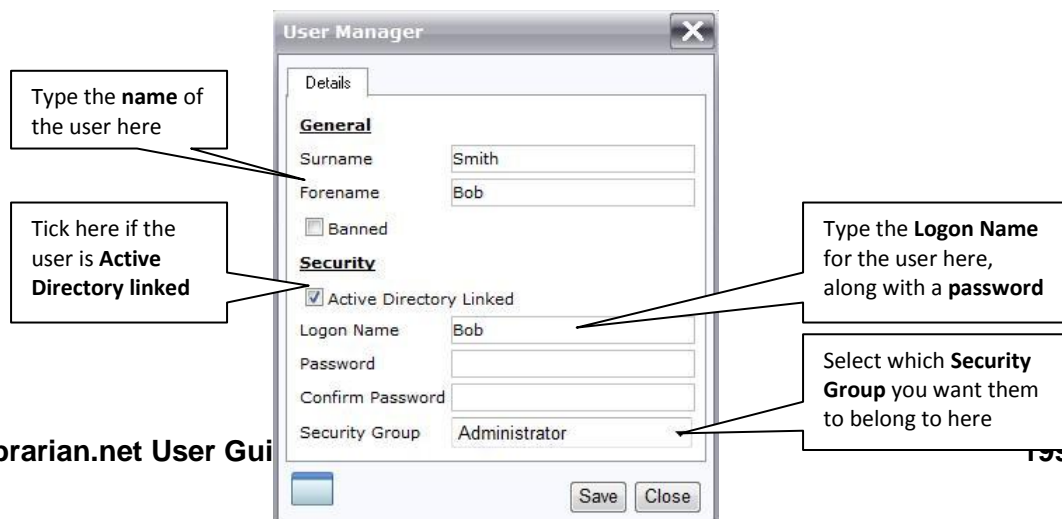 User Manager
Details
Type the name of
the user here
General
Surname
Smith
Forename
Bob
Banned
Tick here if the
user is Active
Directory linked
Security
Active Directory Linked
Type the Logon Name
for the user here,
along with a password
Logon Name
Bob
Password
Confirm Password
Security Group
Administrator
Select which Security
Group you want them
to belong to here
brarian.net User Gui
199
Save
Close